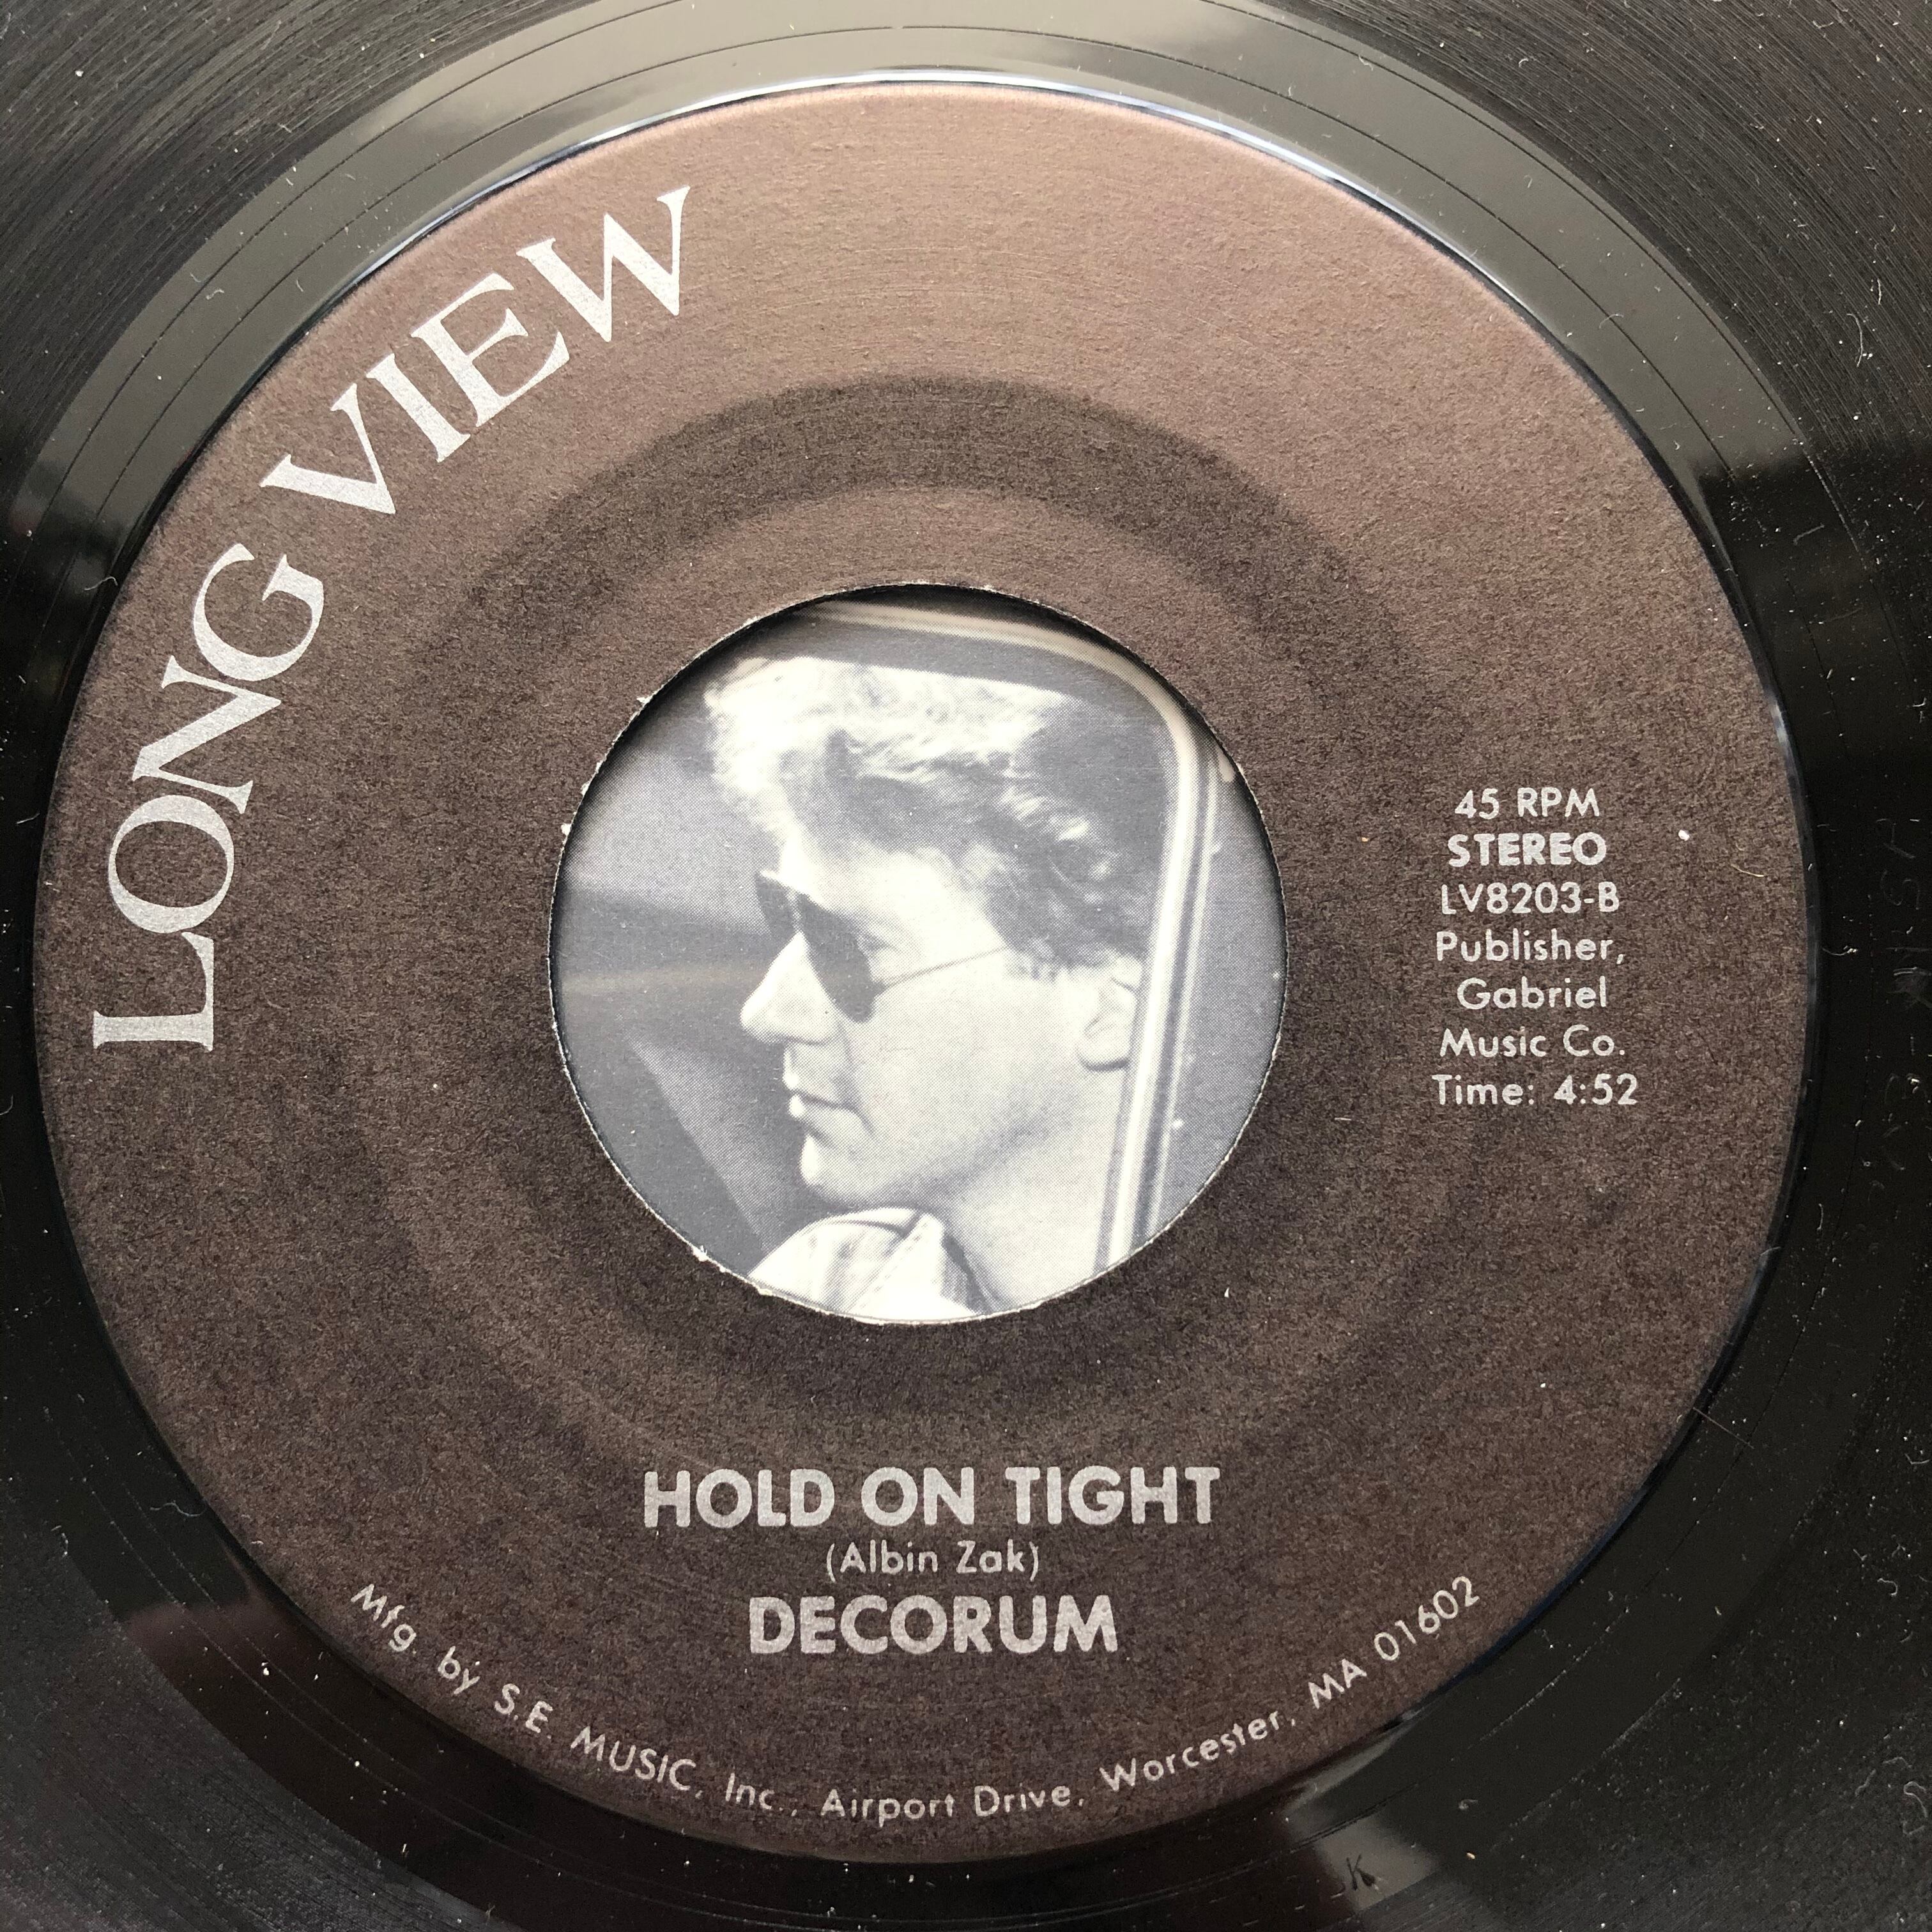 LONG VIEW
45 RPM
STEREO
LV8203-B
Publisher,
Gabriel
Music Co.
Time: 4:52
HOLD ON TIGHT
(Albin Zak)
DECORUM
Mfg. by S.E. MUSIC, Inc., Airport Drive, Worcester, MA 01602
K